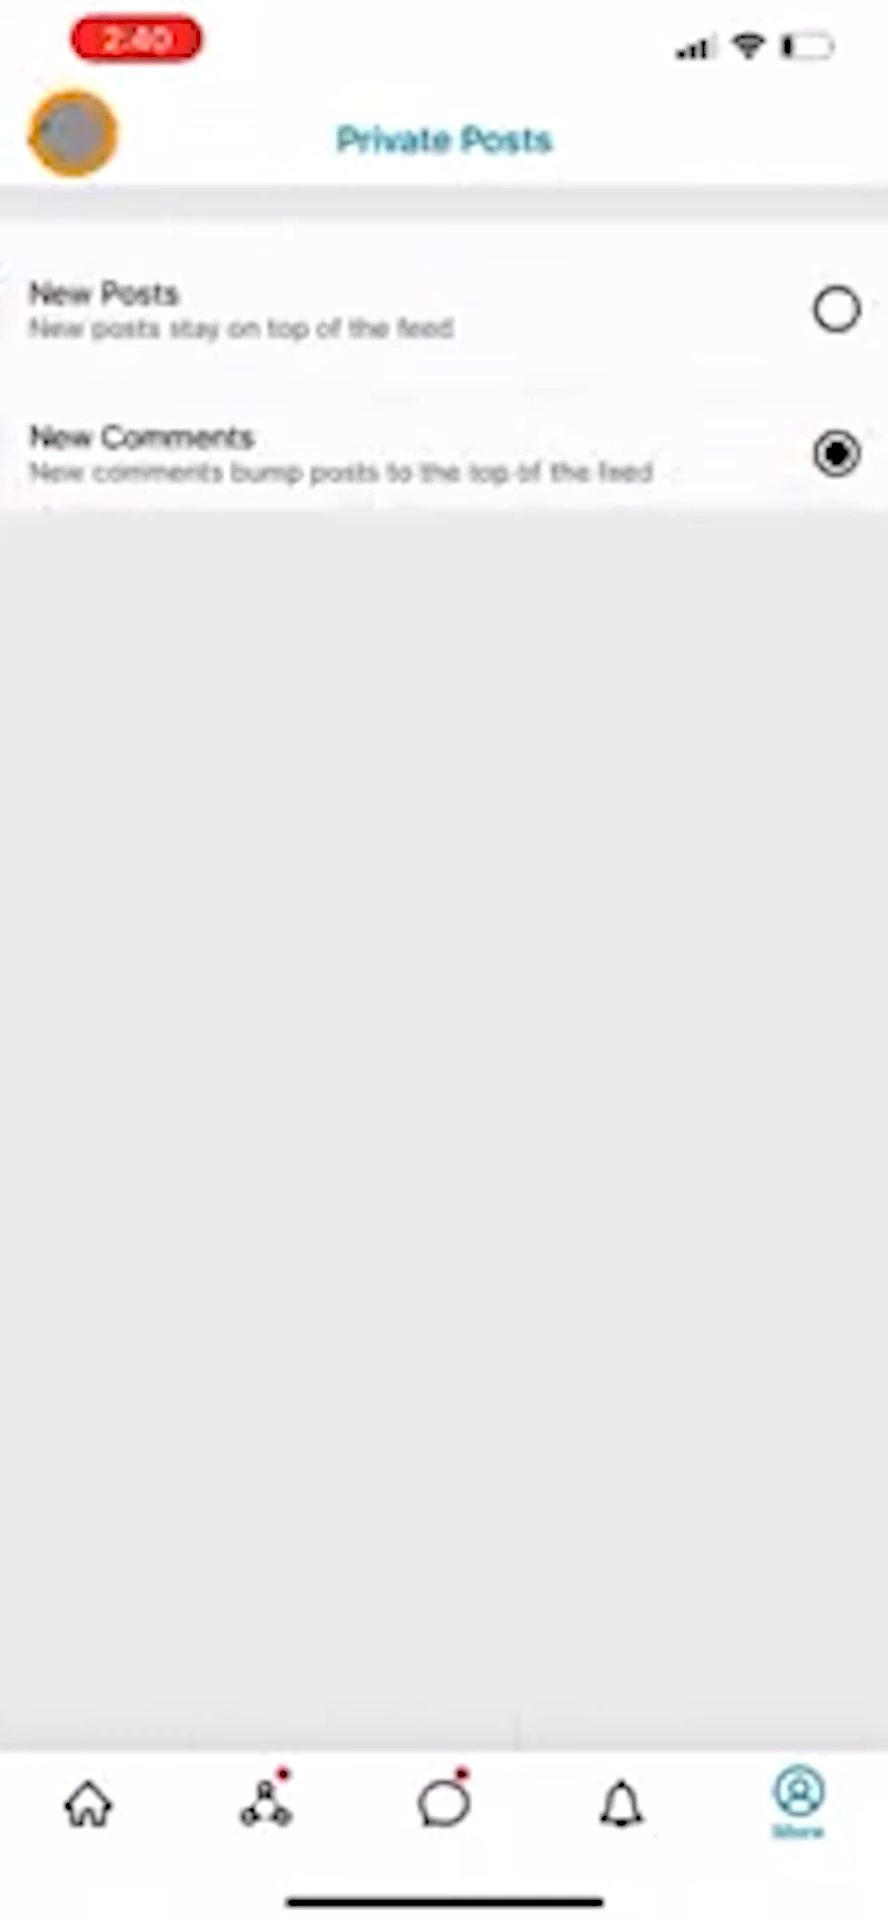 2:40
Private Posts
New Posts
New posts stay on top of the feed
New Comments
New comments bump posts to the top of the feed
More